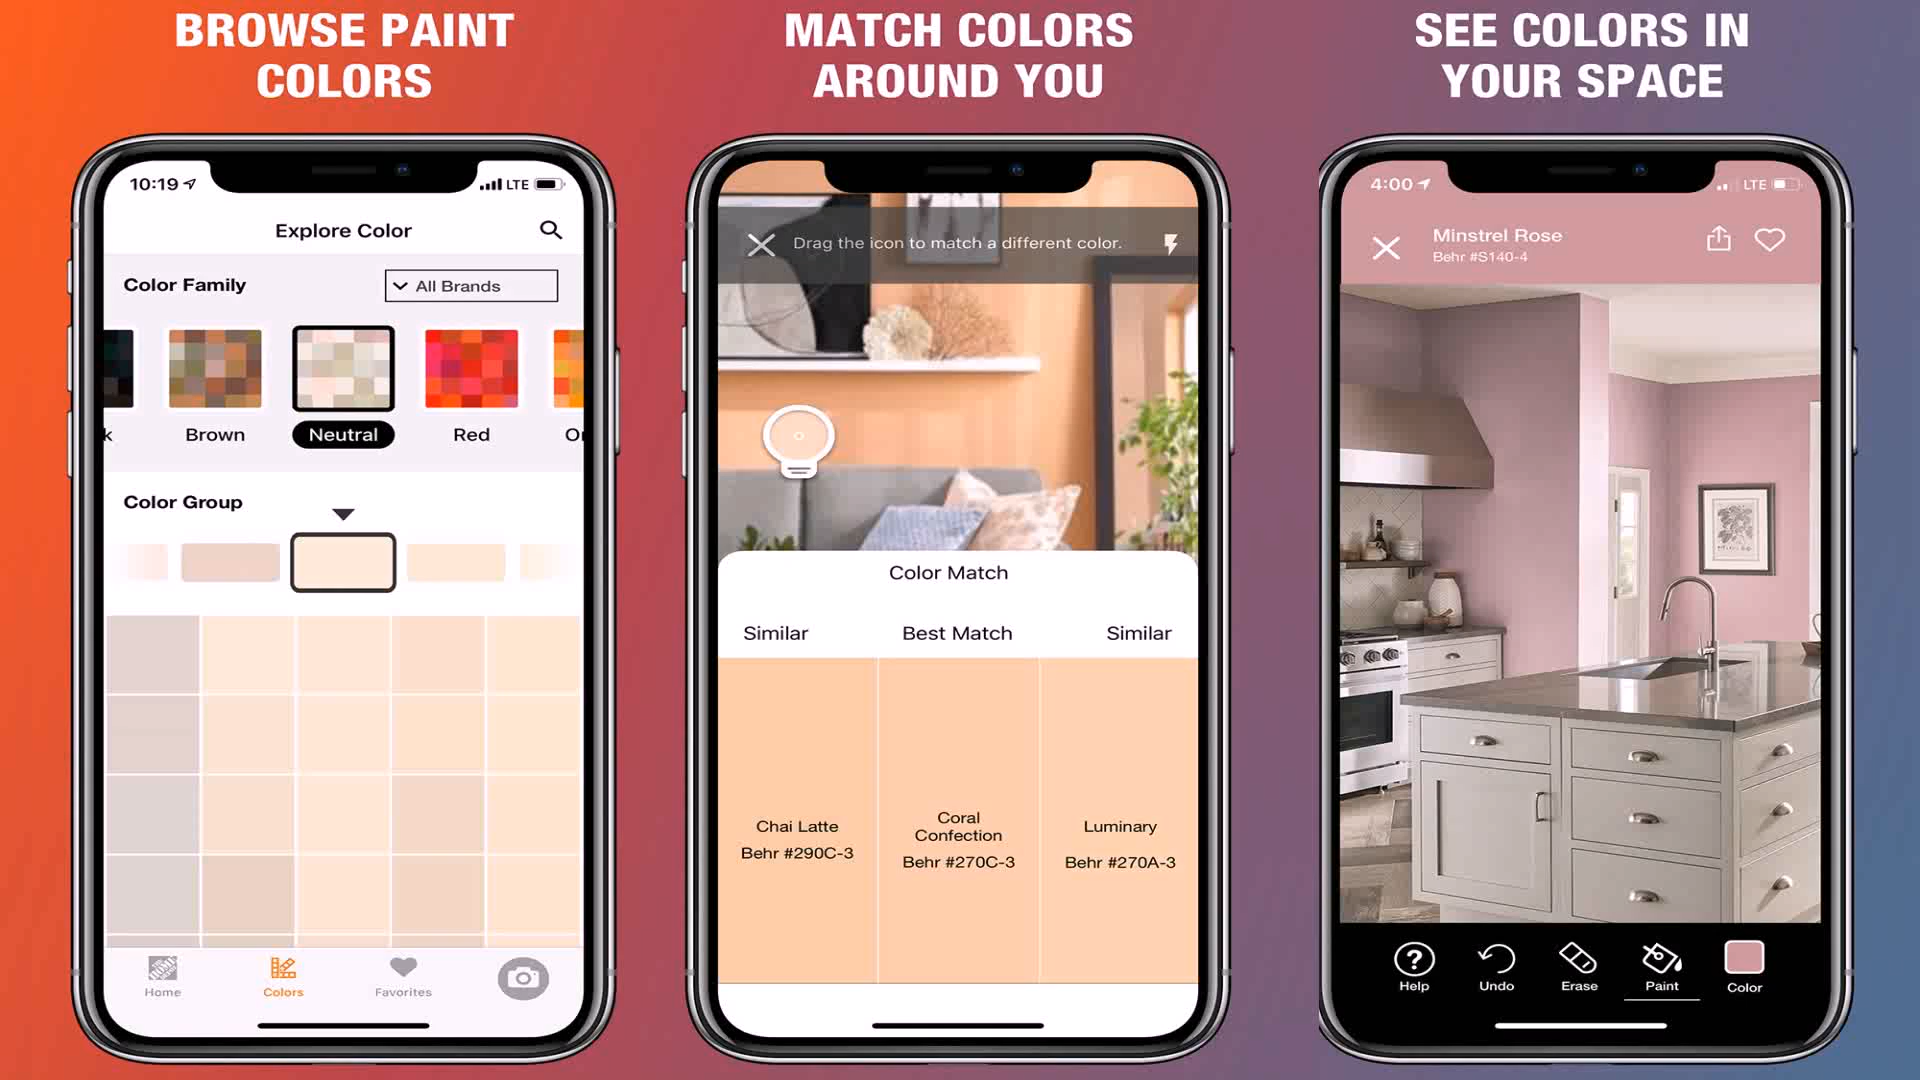 BROWSE PAINT
COLORS
10:19
LTE
Explore Color
Color Family
All Brands
k
Brown
Neutral
Red
Or
Color Group
Home
Colors
Favorites
MATCH COLORS
AROUND YOU
Drag the icon to match a different color.
Color Match
Similar
Best Match
Similar
Chai Latte
Behr #290C-3
Coral
Confection
Behr #270C-3
Luminary
Behr #270A-3
SEE COLORS IN
YOUR SPACE
4:00
LTE
Minstrel Rose
Behr #S140-4
Help
Undo
Erase
Paint
Color